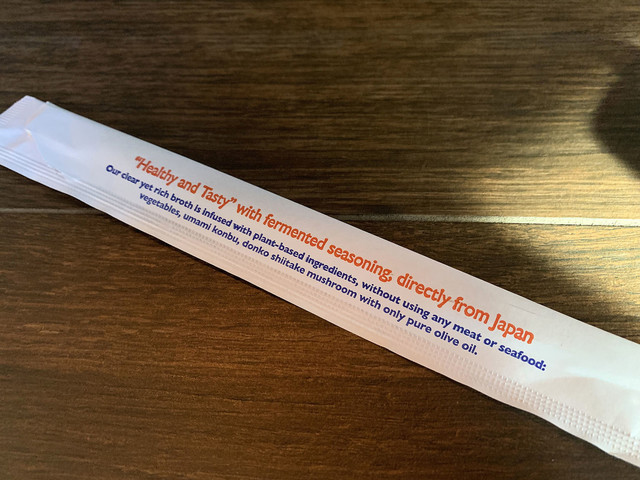 "Healthy and Tasty" with fermented seasoning, directly from Japan
Our clear yet rich broth is infused with plant-based ingredients, without using any meat or seafood:
vegetables, umami konbu, donko shiitake mushroom with only pure olive oil.